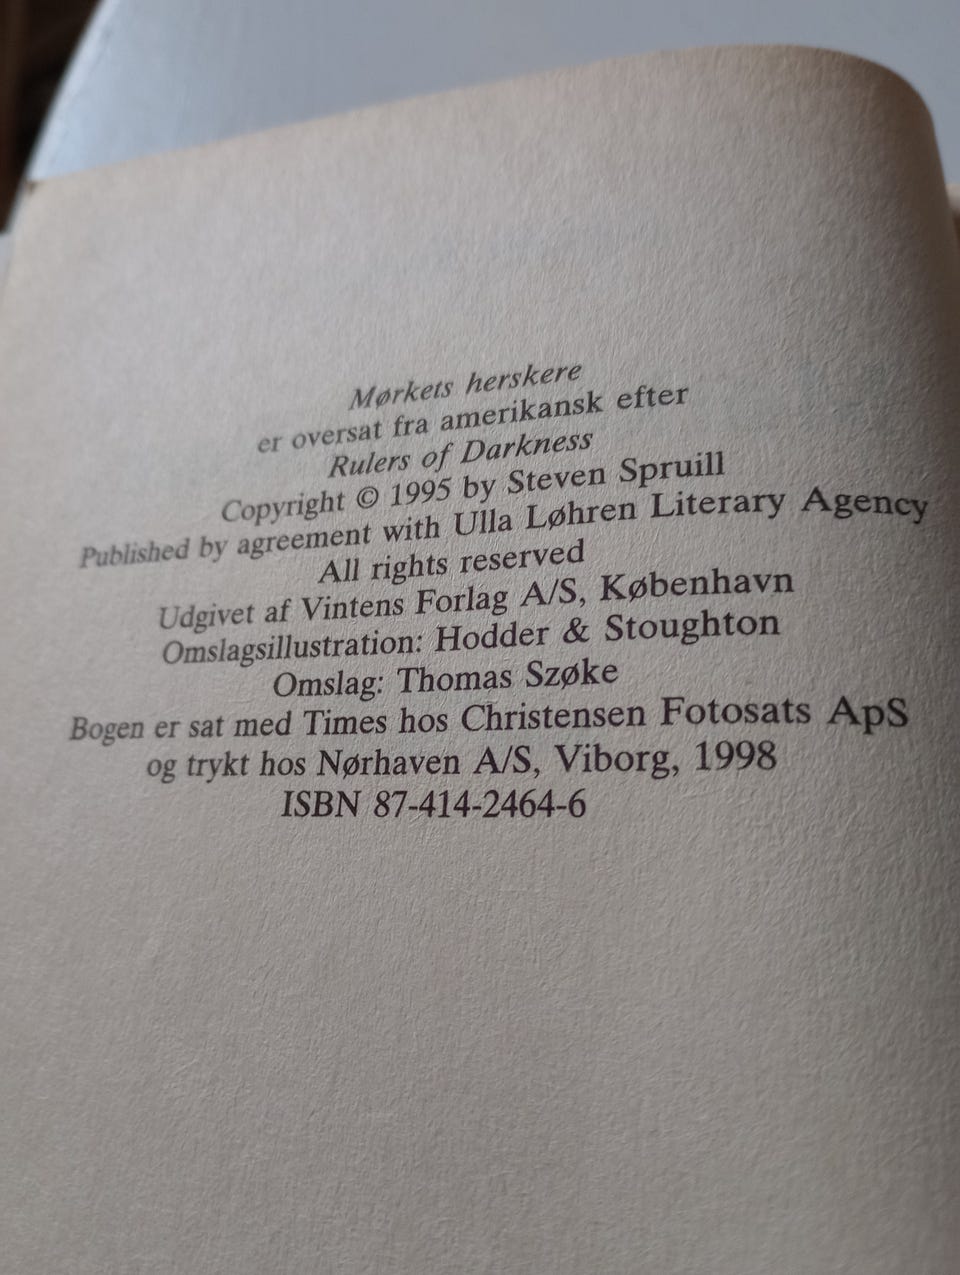 Mørkets herskere
er oversat fra amerikansk efter
Rulers of Darkness
Copyright © 1995 by Steven Spruill
Published by agreement with Ulla Løhren Literary Agency
All rights reserved
Udgivet af Vintens Forlag A/S, København
Omslagsillustration: Hodder & Stoughton
Omslag: Thomas Szøke
Bogen er sat med Times hos Christensen Fotosats ApS
og trykt hos Nørhaven A/S, Viborg, 1998
ISBN 87-414-2464-6